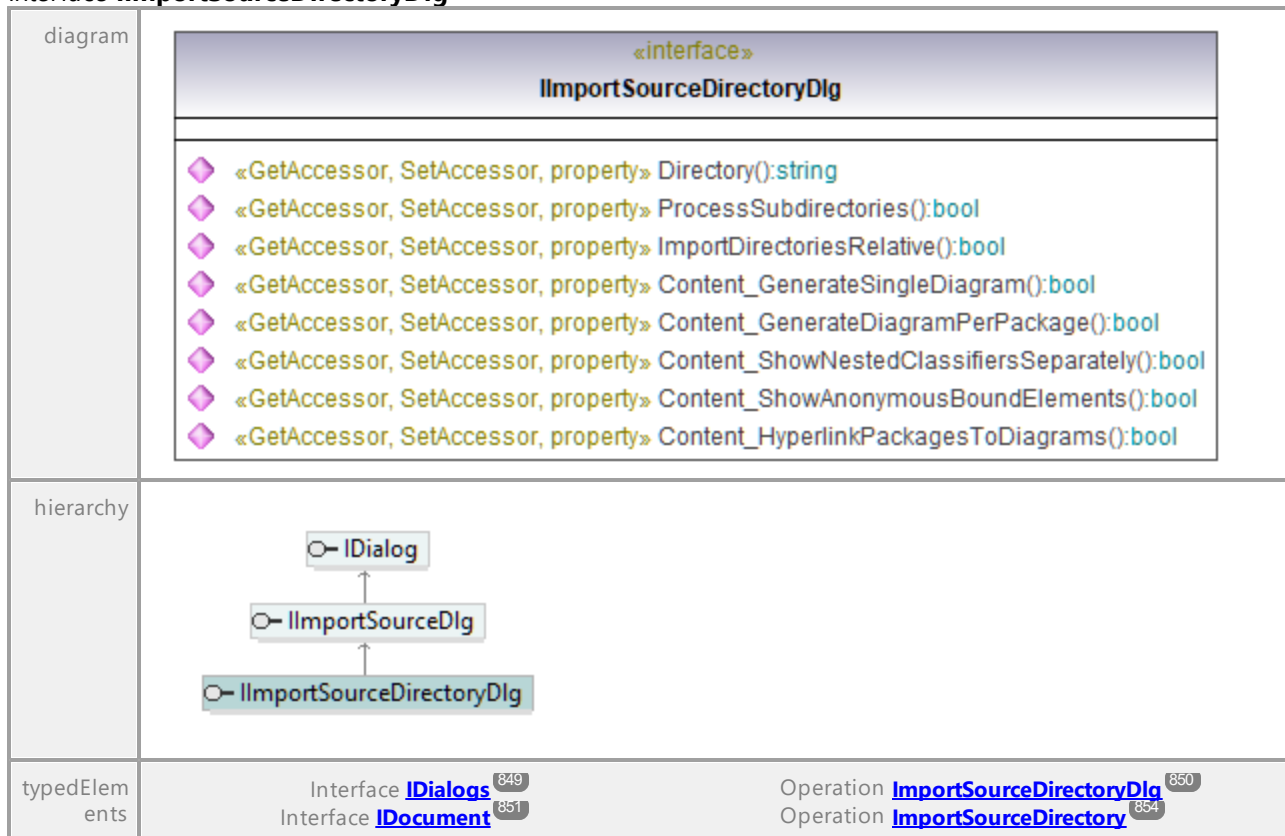 interface IImportSourceDirectoryDlg
diagram
«interface»
IImportSourceDirectoryDlg
«GetAccessor, SetAccessor, property» Directory():string
«GetAccessor, SetAccessor, property» ProcessSubdirectories():bool
«GetAccessor, SetAccessor, property» ImportDirectoriesRelative():bool
«GetAccessor, SetAccessor, property» Content_GenerateSingleDiagram():bool
«GetAccessor, SetAccessor, property» Content_GenerateDiagramPerPackage():bool
«GetAccessor, SetAccessor, property» Content_ShowNestedClassifiersSeparately():bool
«GetAccessor, SetAccessor, property» Content_ShowAnonymousBoundElements():bool
«GetAccessor, SetAccessor, property» Content_HyperlinkPackagesToDiagrams():bool
hierarchy
IDialog
IImportSourceDlg
IImportSourceDirectoryDlg
typedElem
ents
Interface IDialogs 849
Operation ImportSourceDirectoryDlg 850
Interface IDocument 851
Operation ImportSourceDirectory 854